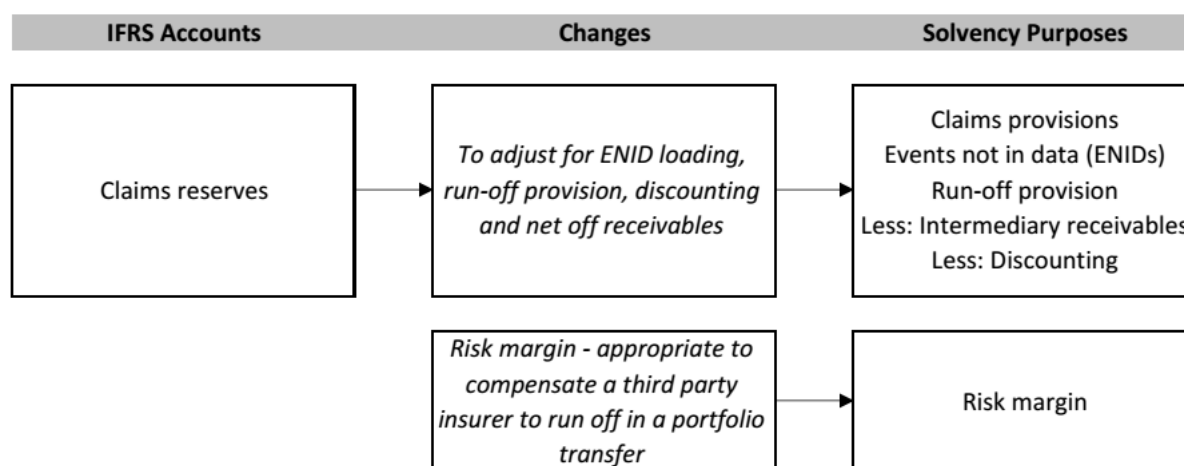 IFRS Accounts
Changes
Solvency Purposes
Claims reserves
To adjust for ENID loading,
run-off provision, discounting
and net off receivables
Claims provisions
Events not in data (ENIDs)
Run-off provision
Less: Intermediary receivables
Less: Discounting
Risk margin - appropriate to
compensate a third party
insurer to run off in a portfolio
transfer
Risk margin